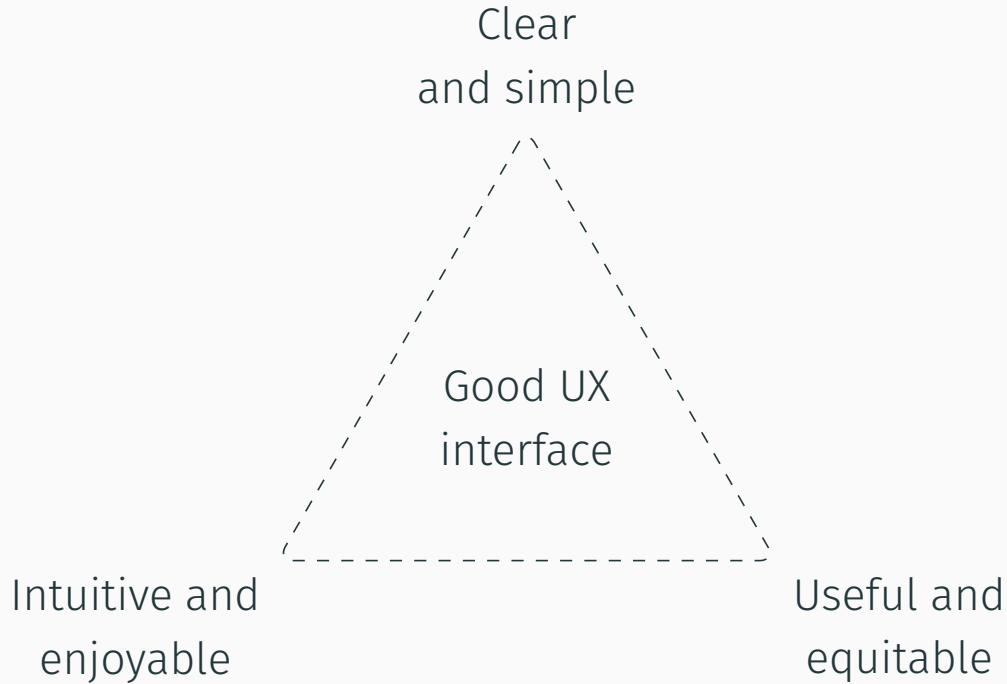 Clear
and simple
Good UX
interface
Intuitive and
enjoyable
Useful and
equitable